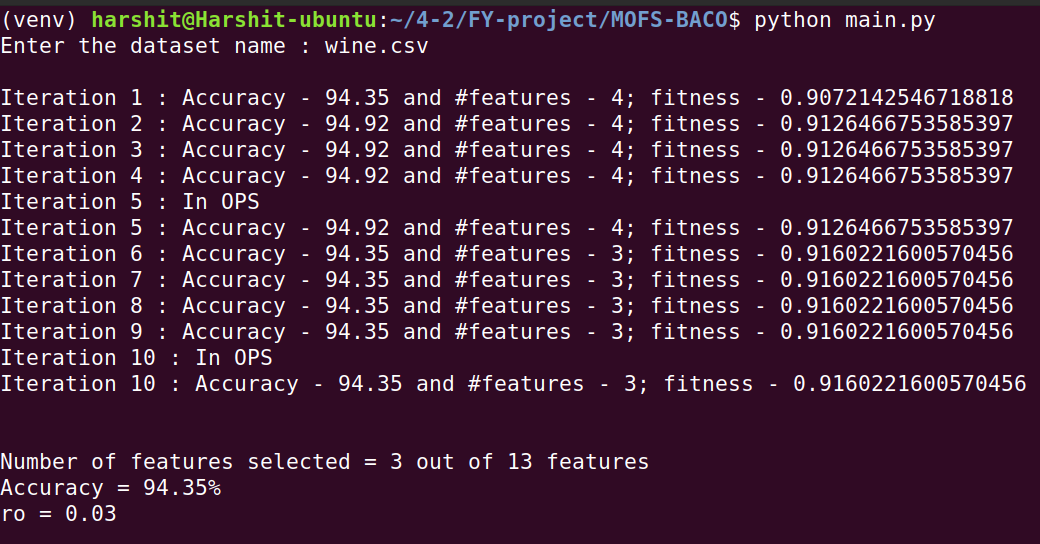 (venv) harshit@Harshit-ubuntu:~/4-2/FY-project/MOFS-BACO$ python main.py
Enter the dataset name : wine.csv
Iteration 1 : Accuracy - 94.35 and #features - 4; fitness - 0.9072142546718818
Iteration 2 : Accuracy - 94.92 and #features - 4; fitness - 0.9126466753585397
Iteration 3 : Accuracy - 94.92 and #features - 4; fitness - 0.9126466753585397
Iteration 4 : Accuracy - 94.92 and #features - 4; fitness - 0.9126466753585397
Iteration 5 : In OPS
Iteration 5 : Accuracy - 94.92 and #features - 4; fitness - 0.9126466753585397
Iteration 6 : Accuracy - 94.35 and #features - 3; fitness - 0.9160221600570456
Iteration 7 : Accuracy - 94.35 and #features - 3; fitness - 0.9160221600570456
Iteration 8 : Accuracy - 94.35 and #features - 3; fitness - 0.9160221600570456
Iteration 9 : Accuracy - 94.35 and #features - 3; fitness - 0.9160221600570456
Iteration 10 : In OPS
Iteration 10 : Accuracy - 94.35 and #features - 3; fitness - 0.9160221600570456
Number of features selected = 3 out of 13 features
Accuracy = 94.35%
ro = 0.03